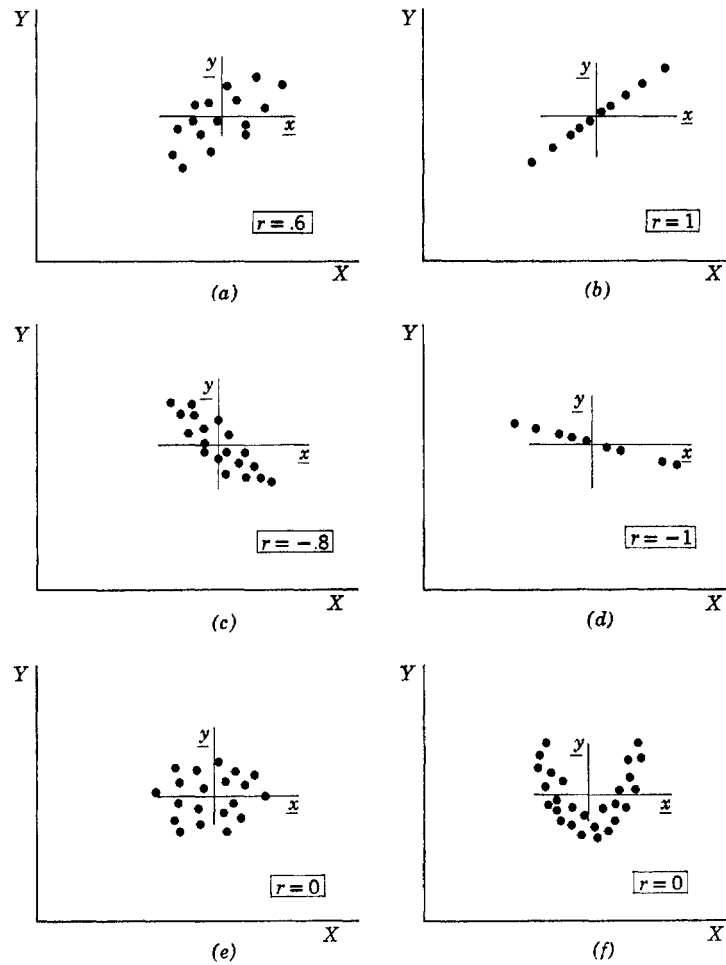 Y
y
x
r = .6
X
(a)
Y
y
x
r = 1
X
(b)
Y
y
x
r = −.8
X
(c)
Y
y
x
r = −1
X
(d)
Y
y
x
r = 0
X
(e)
Y
y
x
r = 0
X
(f)